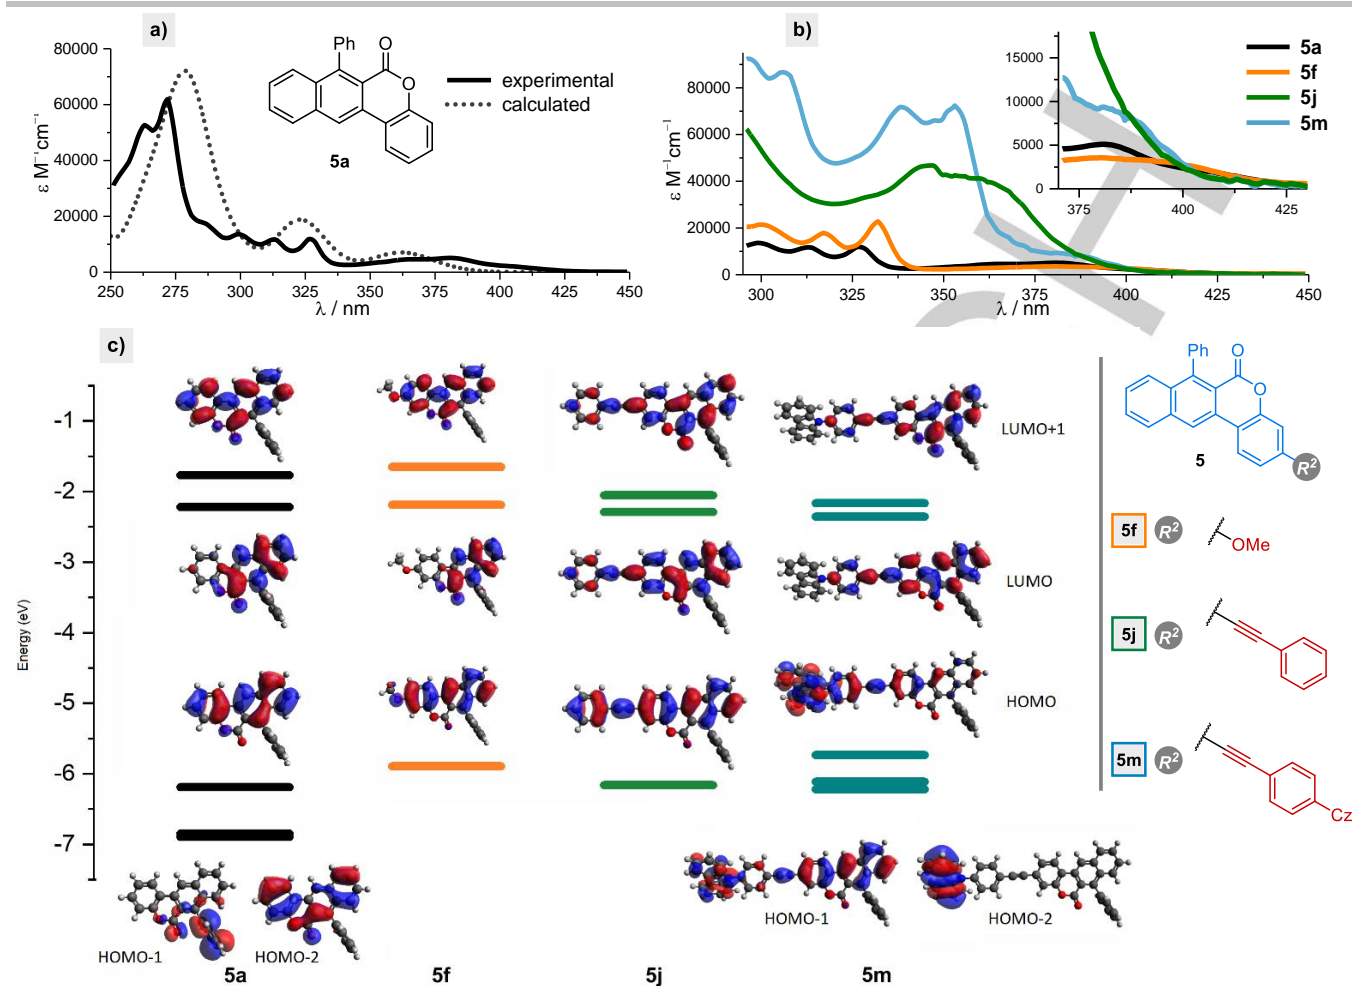 a)
80000
60000
40000
20000
0
ε M⁻¹cm⁻¹
250
275
300
325
350
375
400
425
450
λ / nm
Ph
O
O
5a
experimental
calculated
b)
80000
60000
40000
20000
0
ε M⁻¹cm⁻¹
300
325
350
375
400
425
450
λ / nm
15000
10000
5000
0
375
400
425
5a
5f
5j
5m
c)
Energy (eV)
-1
-2
-3
-4
-5
-6
-7
LUMO+1
LUMO
HOMO
HOMO-1
HOMO-2
HOMO-1
HOMO-2
5a
5f
5j
5m
Ph
O
O
5
R²
5f
R²
OMe
5j
R²
5m
R²
Cz